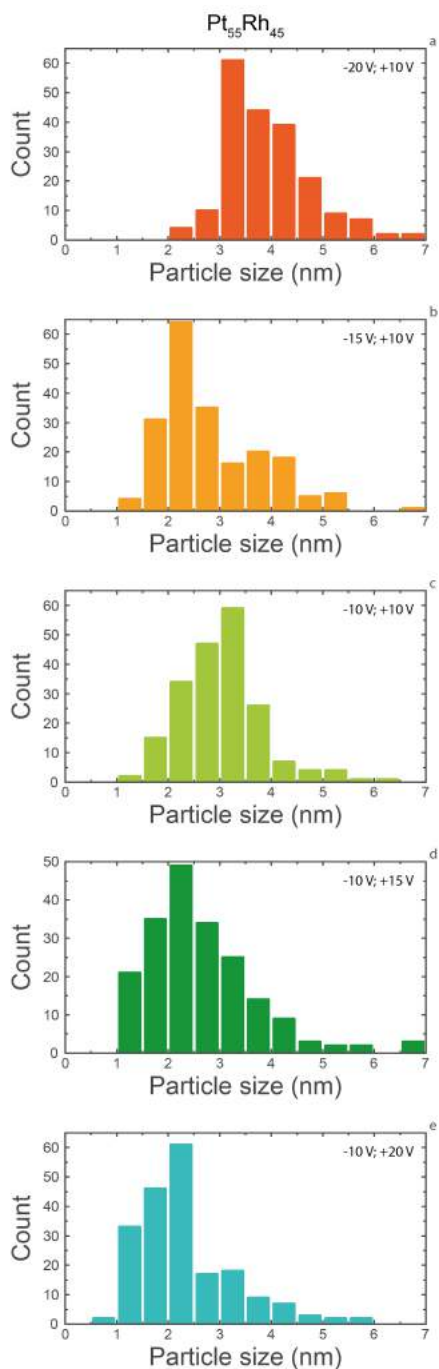 Pt₅₅Rh₄₅
a
-20 V; +10 V
60
50
40
30
20
10
0
Count
0 1 2 3 4 5 6 7
Particle size (nm)
b
-15 V; +10 V
60
50
40
30
20
10
0
Count
0 1 2 3 4 5 6 7
Particle size (nm)
c
-10 V; +10 V
60
50
40
30
20
10
0
Count
0 1 2 3 4 5 6 7
Particle size (nm)
d
-10 V; +15 V
50
40
30
20
10
0
Count
0 1 2 3 4 5 6 7
Particle size (nm)
e
-10 V; +20 V
60
50
40
30
20
10
0
Count
0 1 2 3 4 5 6 7
Particle size (nm)